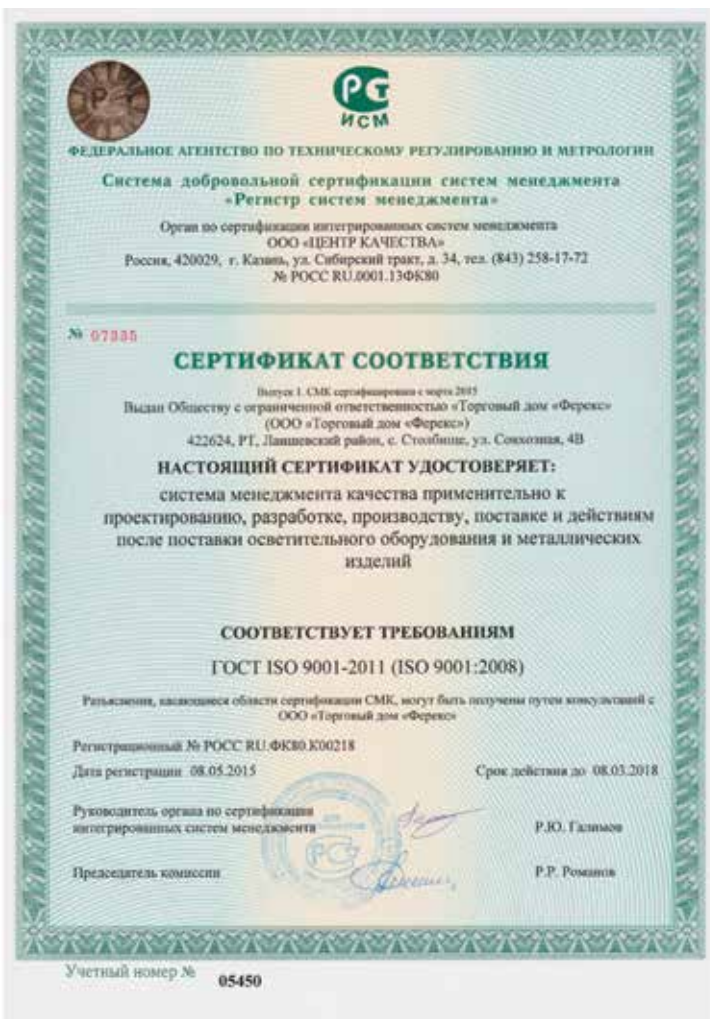 РСТ
ИСМ
ФЕДЕРАЛЬНОЕ АГЕНТСТВО ПО ТЕХНИЧЕСКОМУ РЕГУЛИРОВАНИЮ И МЕТРОЛОГИИ
Система добровольной сертификации систем менеджмента
«Регистр систем менеджмента»
Орган по сертификации интегрированных систем менеджмента
ООО «ЦЕНТР КАЧЕСТВА»
Россия, 420029, г. Казань, ул. Сибирский тракт, д. 34, тел. (843) 258-17-72
№ РОСС RU.0001.13ФК80
№ 07335
СЕРТИФИКАТ СООТВЕТСТВИЯ
Выпуск 1. СМК сертифицирована с марта 2015
Выдан Обществу с ограниченной ответственностью «Торговый дом «Ферекс»
(ООО «Торговый дом «Ферекс»)
422624, РТ, Лаишевский район, с. Столбище, ул. Совхозная, 4В
НАСТОЯЩИЙ СЕРТИФИКАТ УДОСТОВЕРЯЕТ:
система менеджмента качества применительно к
проектированию, разработке, производству, поставке и действиям
после поставки осветительного оборудования и металлических
изделий
СООТВЕТСТВУЕТ ТРЕБОВАНИЯМ
ГОСТ ISO 9001-2011 (ISO 9001:2008)
Разъяснения, касающиеся области сертификации СМК, могут быть получены путем консультаций с
ООО «Торговый дом «Ферекс»
Регистрационный № РОСС RU.ФК80.К00218
Дата регистрации 08.05.2015 Срок действия до 08.03.2018
Руководитель органа по сертификации
интегрированных систем менеджмента Р.Ю. Галимов
Председатель комиссии Р.Р. Романов
Учетный номер № 05450